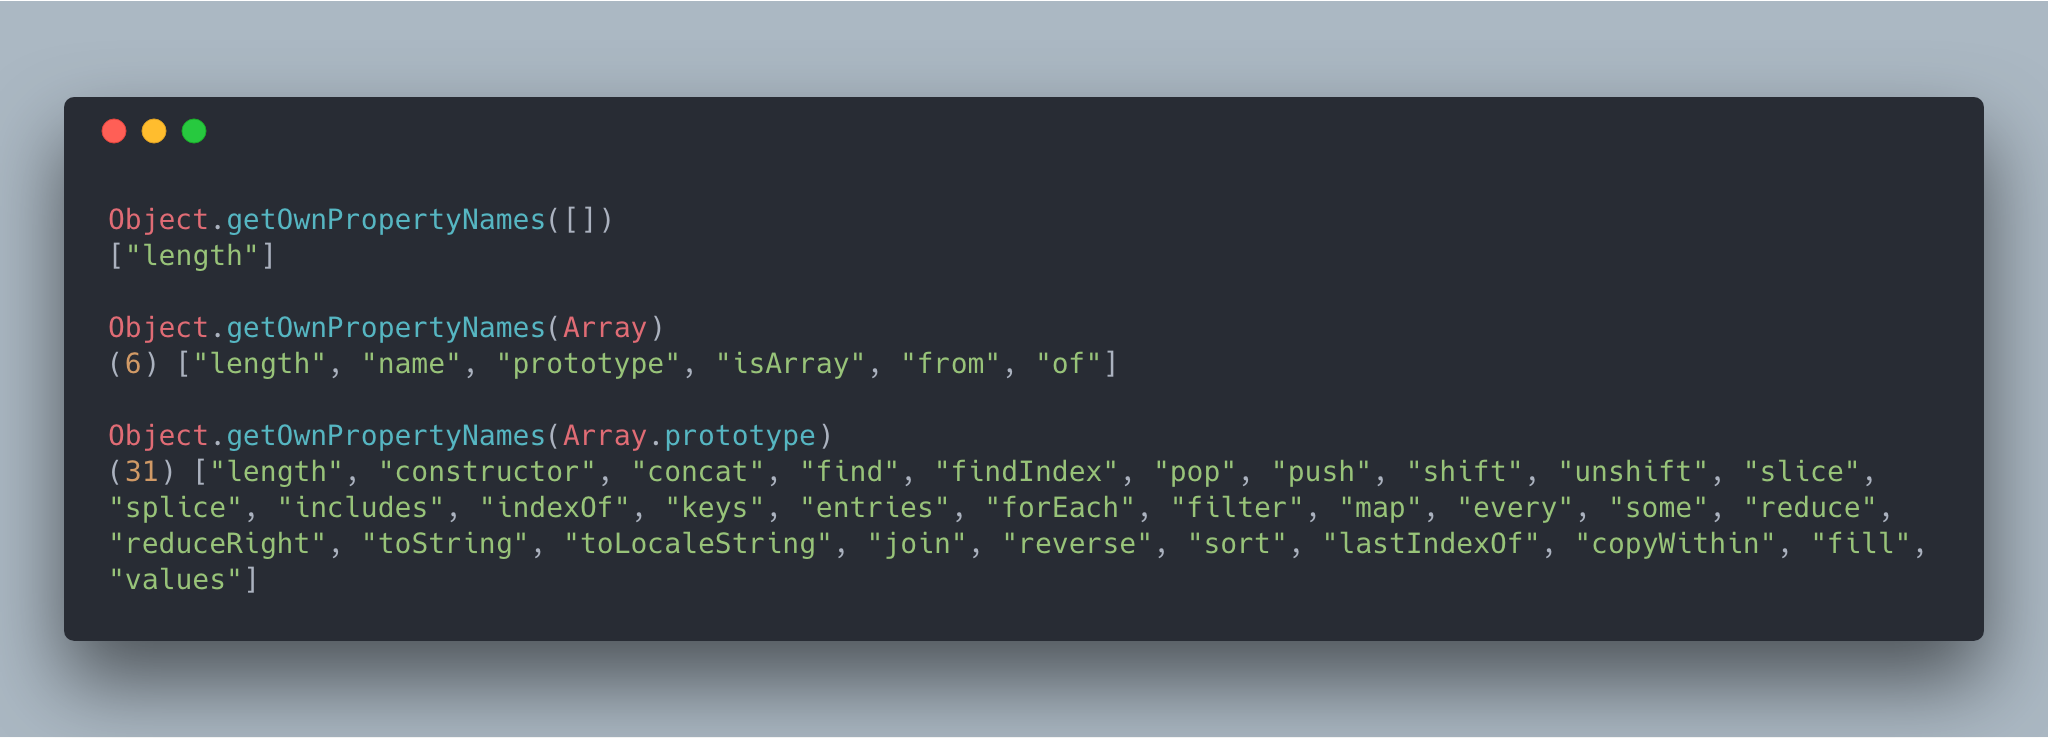 Object.getOwnPropertyNames([])
["length"]
Object.getOwnPropertyNames(Array)
(6) ["length", "name", "prototype", "isArray", "from", "of"]
Object.getOwnPropertyNames(Array.prototype)
(31) ["length", "constructor", "concat", "find", "findIndex", "pop", "push", "shift", "unshift", "slice",
"splice", "includes", "indexOf", "keys", "entries", "forEach", "filter", "map", "every", "some", "reduce",
"reduceRight", "toString", "toLocaleString", "join", "reverse", "sort", "lastIndexOf", "copyWithin", "fill",
"values"]